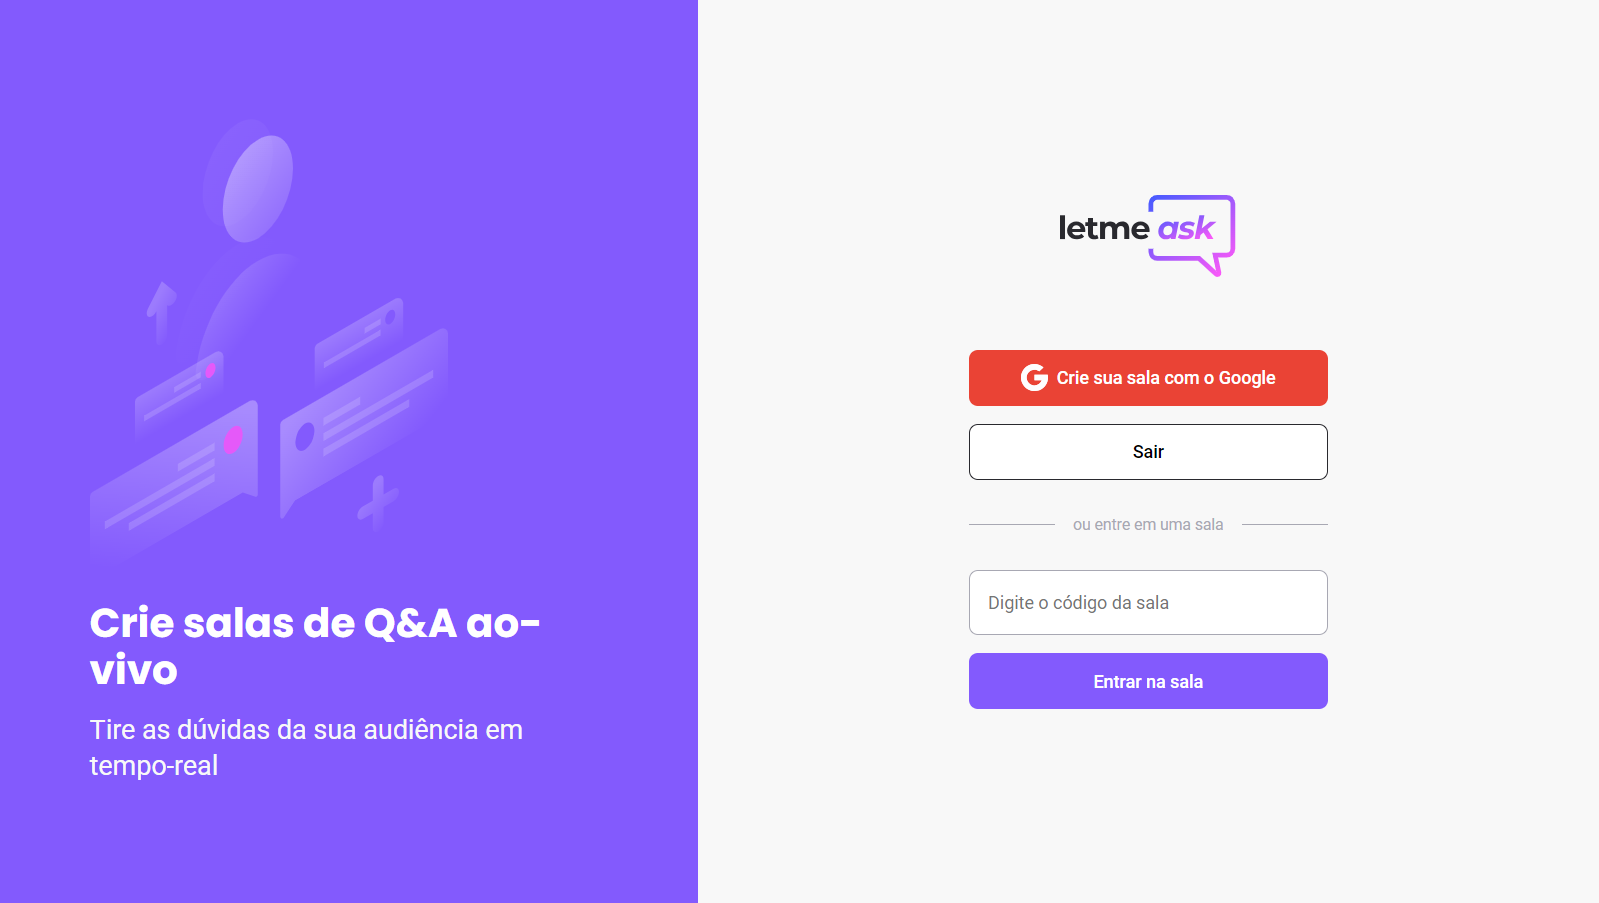 Crie salas de Q&A ao-
vivo
Tire as dúvidas da sua audiência em
tempo-real
letme ask
Crie sua sala com o Google
Sair
ou entre em uma sala
Digite o código da sala
Entrar na sala